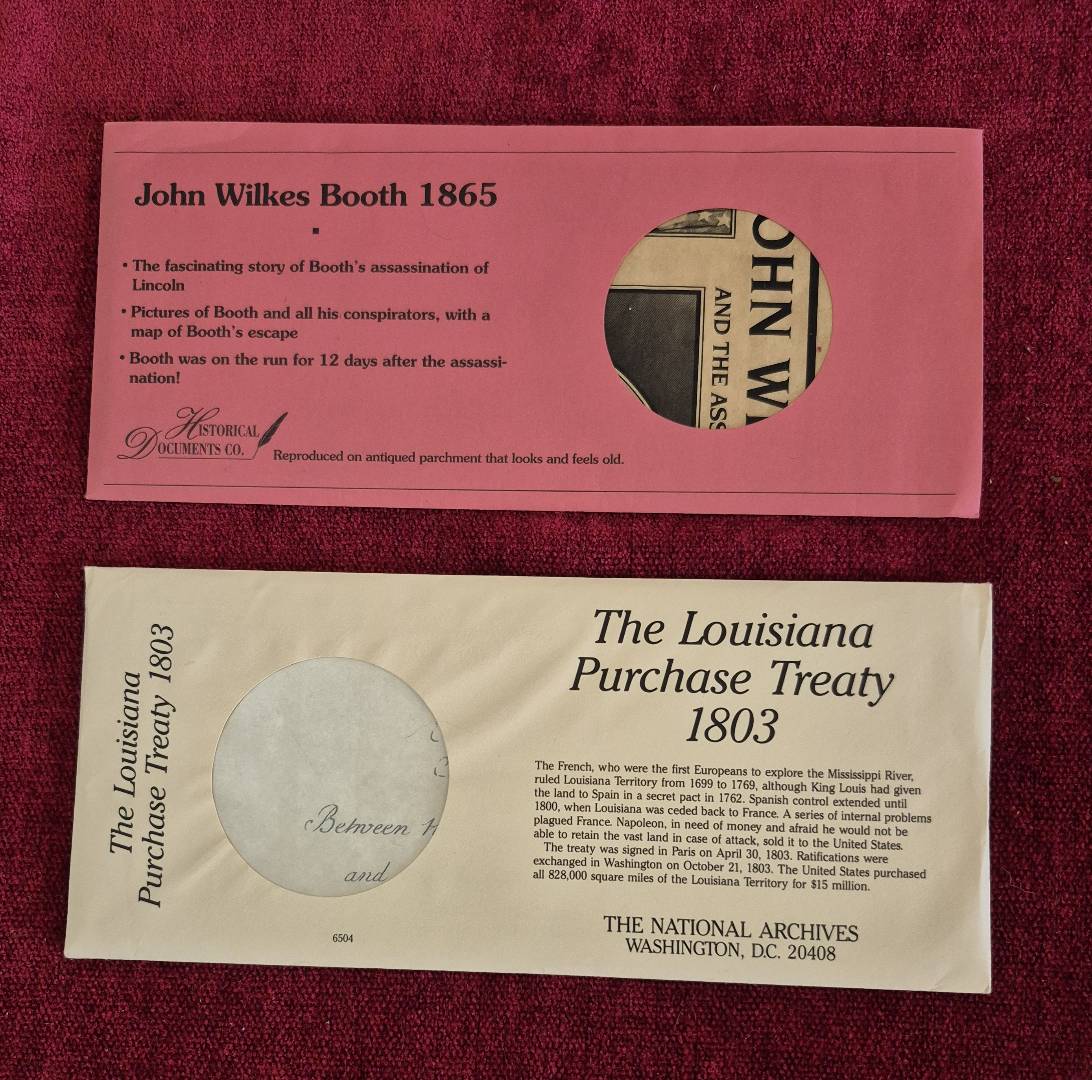 John Wilkes Booth 1865
• The fascinating story of Booth's assassination of
Lincoln
• Pictures of Booth and all his conspirators, with a
map of Booth's escape
• Booth was on the run for 12 days after the assassi-
nation!
HISTORICAL
DOCUMENTS CO.
Reproduced on antiqued parchment that looks and feels old.
OHN W
AND THE ASS
The Louisiana
Purchase Treaty 1803
Between
and
6504
The Louisiana
Purchase Treaty
1803
The French, who were the first Europeans to explore the Mississippi River,
ruled Louisiana Territory from 1699 to 1769, although King Louis had given
the land to Spain in a secret pact in 1762. Spanish control extended until
1800, when Louisiana was ceded back to France. A series of internal problems
plagued France. Napoleon, in need of money and afraid he would not be
able to retain the vast land in case of attack, sold it to the United States.
The treaty was signed in Paris on April 30, 1803. Ratifications were
exchanged in Washington on October 21, 1803. The United States purchased
all 828,000 square miles of the Louisiana Territory for $15 million.
THE NATIONAL ARCHIVES
WASHINGTON, D.C. 20408